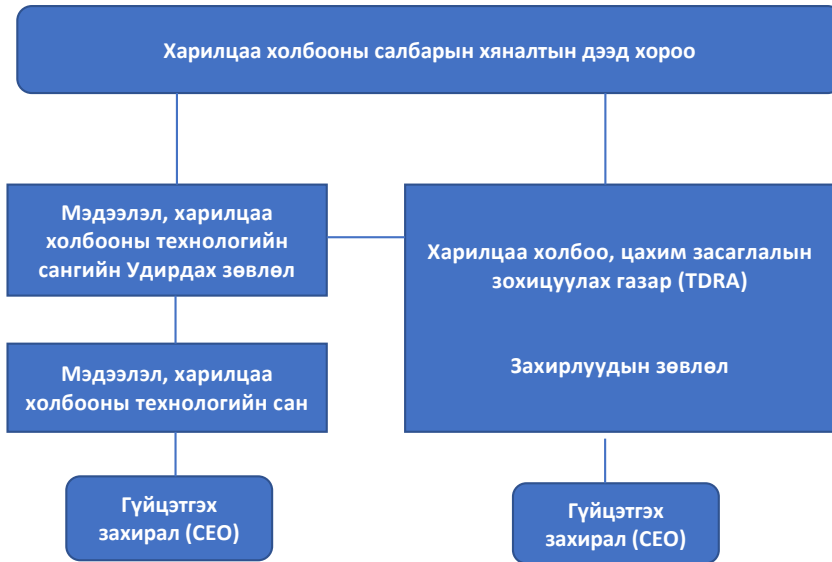 Харилцаа холбооны салбарын хяналтын дээд хороо
Мэдээлэл, харилцаа
холбооны технологийн
сангийн Удирдах зөвлөл
Харилцаа холбоо, цахим засаглалын
зохицуулах газар (TDRA)
Захирлуудын зөвлөл
Мэдээлэл, харилцаа
холбооны технологийн сан
Гүйцэтгэх
захирал (CEO)
Гүйцэтгэх
захирал (CEO)